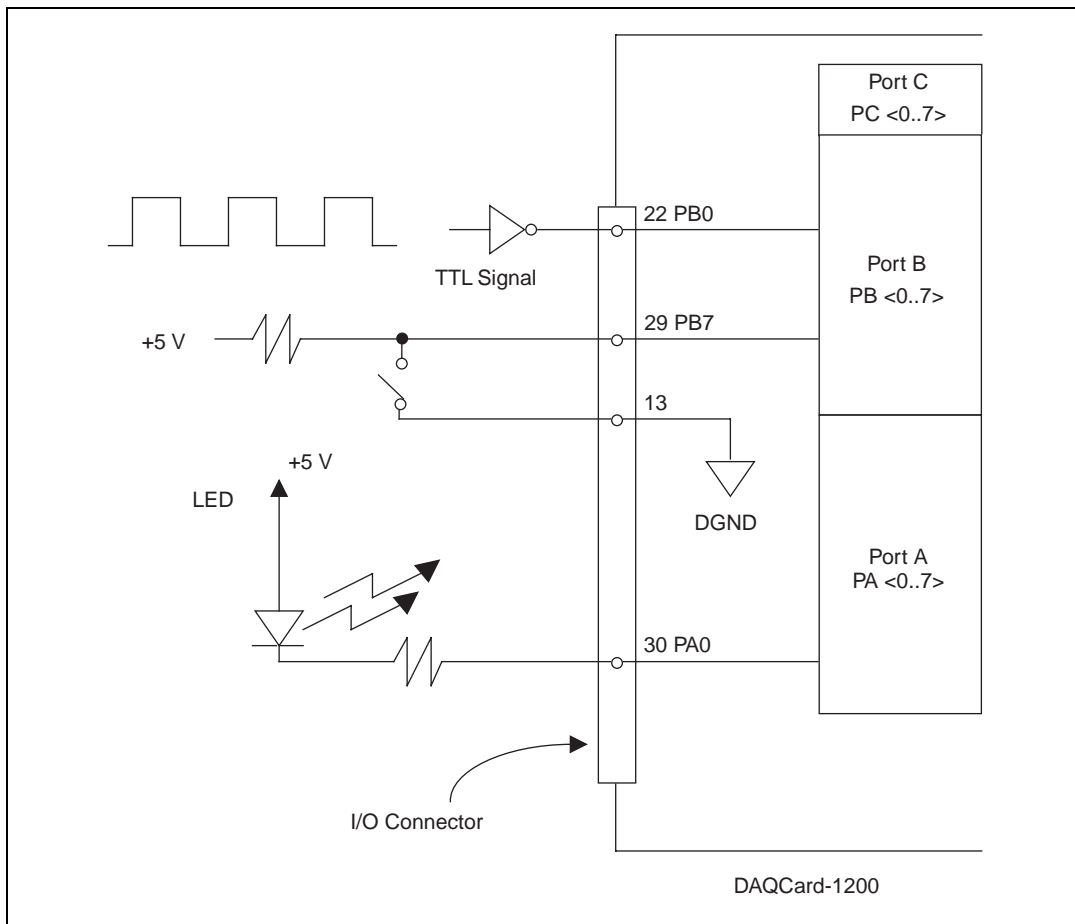 Port C
PC <0..7>
22 PB0
TTL Signal
Port B
PB <0..7>
29 PB7
+5 V
13
+5 V
LED
DGND
Port A
PA <0..7>
30 PA0
I/O Connector
DAQCard-1200